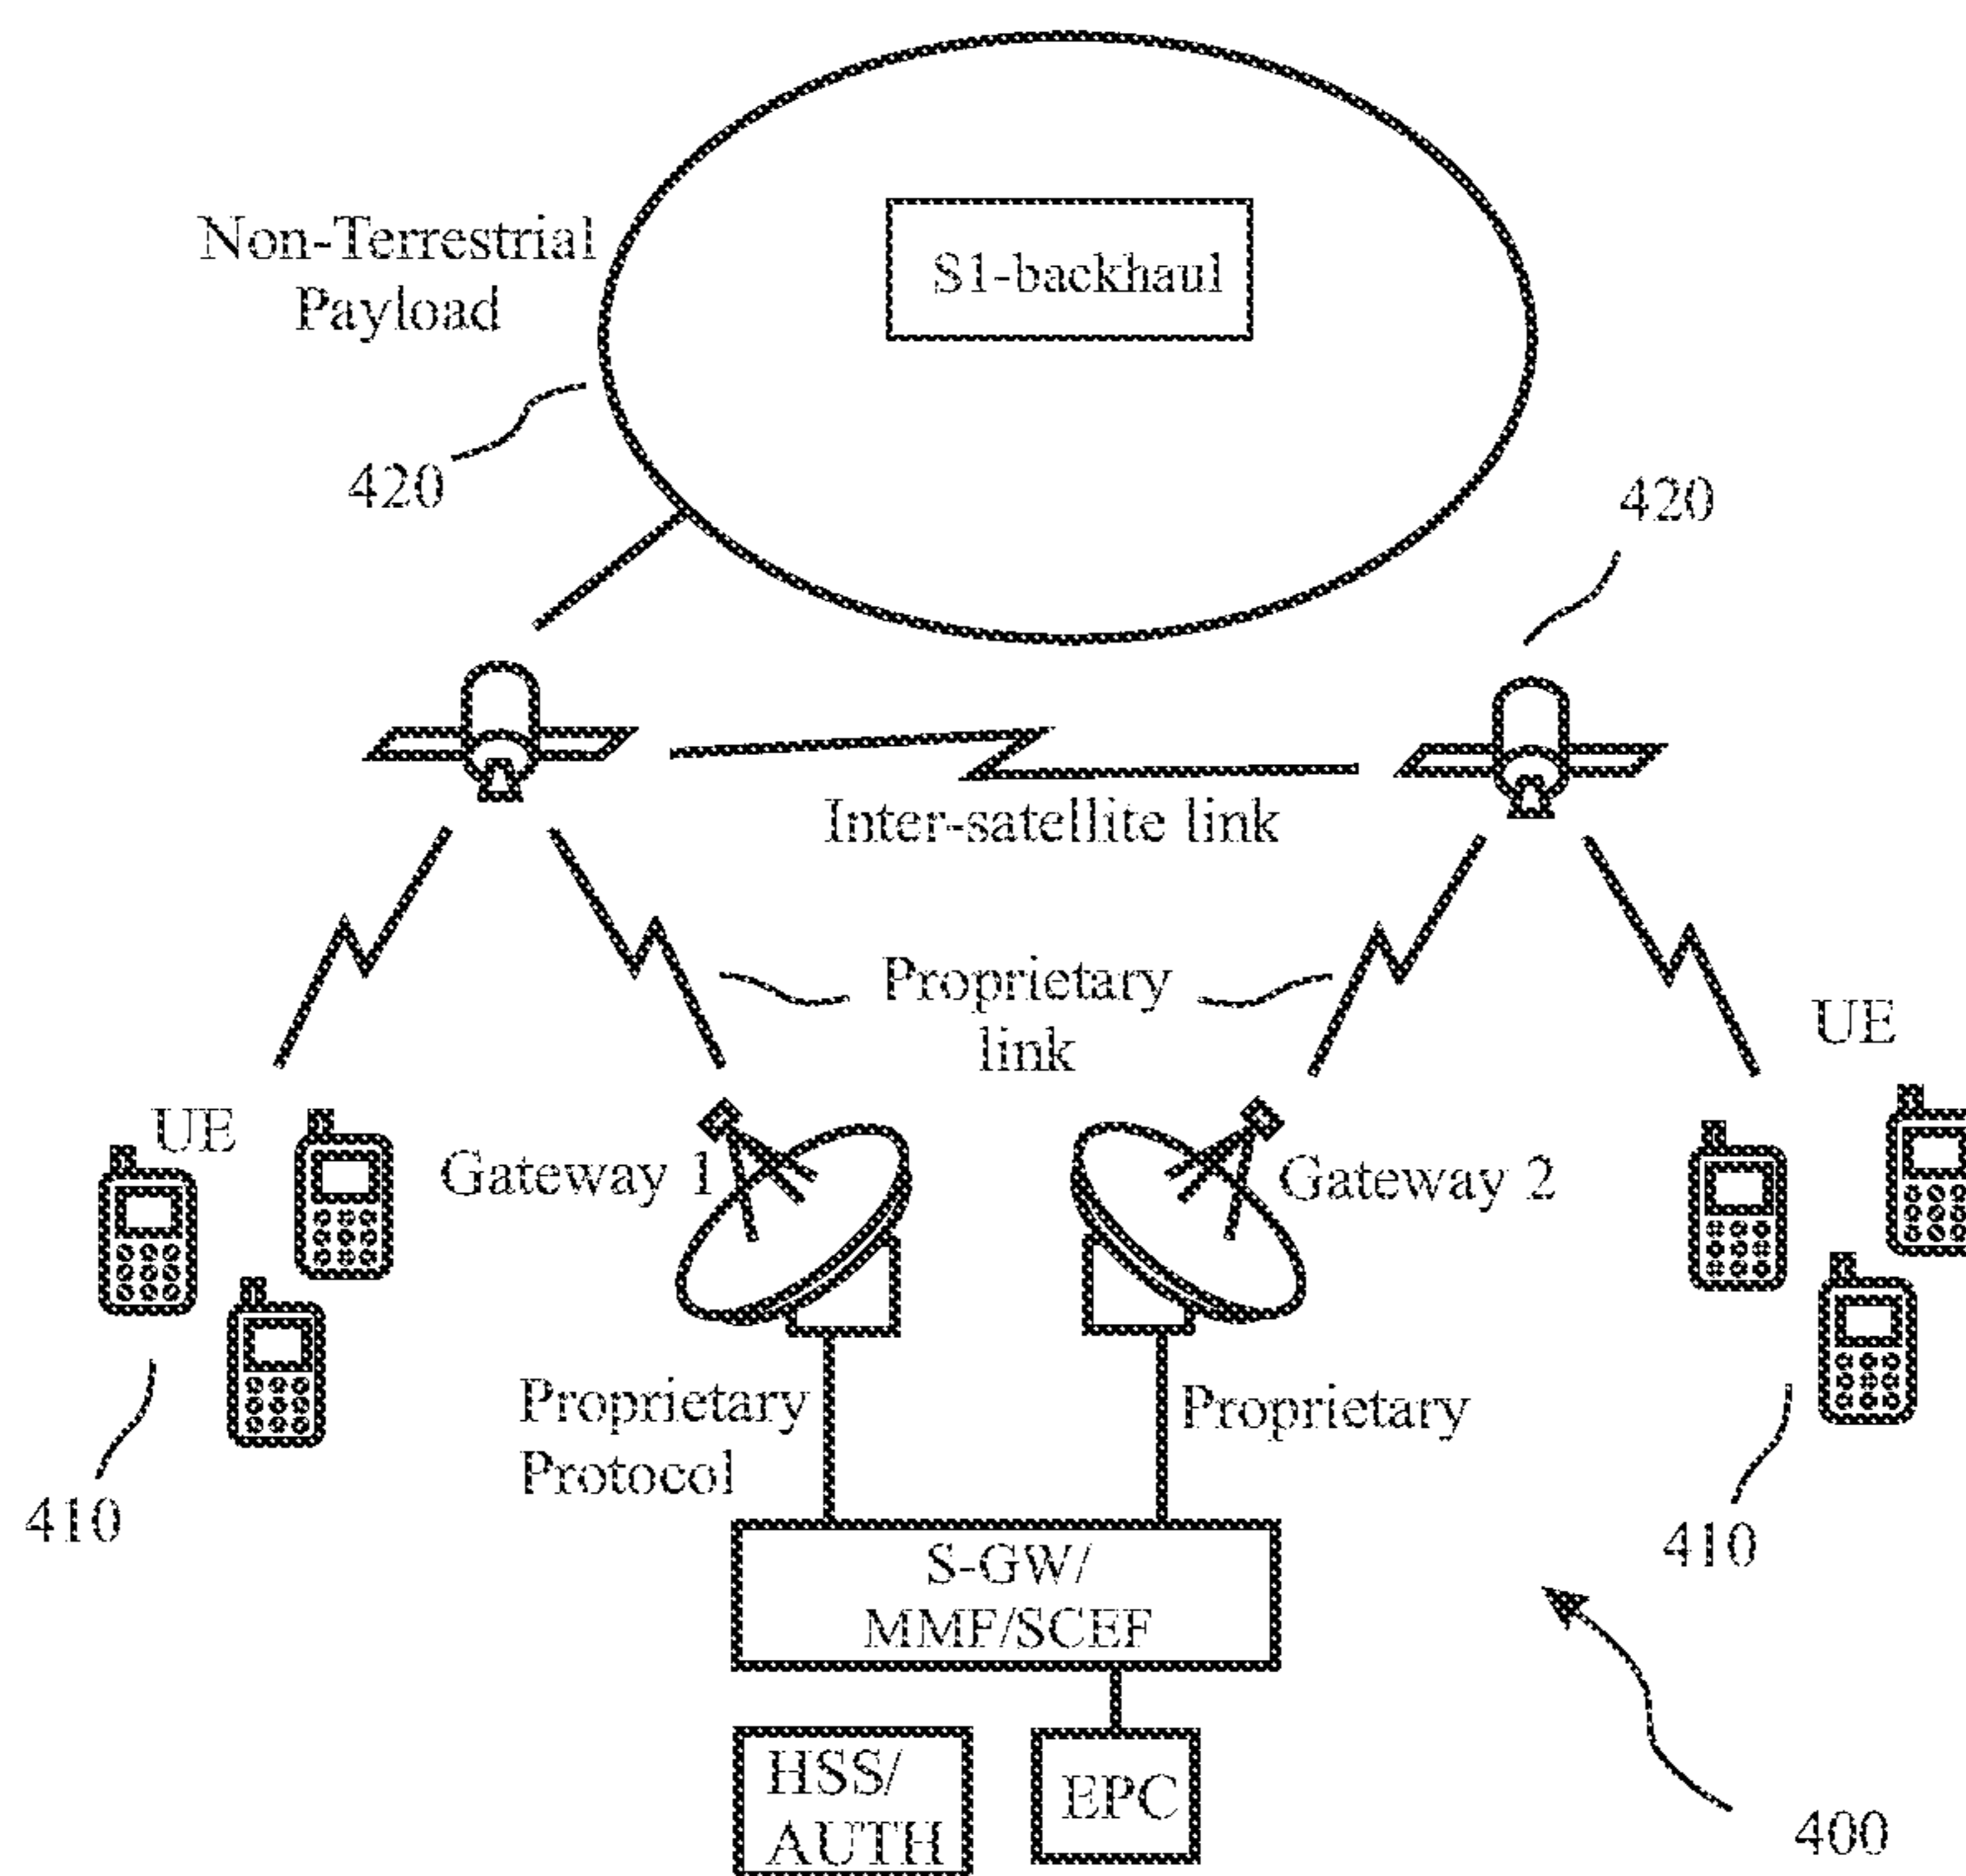 Non-Terrestrial
Payload
S1-backhaul
420
420
Inter-satellite link
Proprietary
link
UE
UE
Gateway 1
Gateway 2
Proprietary
Protocol
Proprietary
410
410
S-GW/
MMF/SCEF
HSS/
AUTH
EPC
400